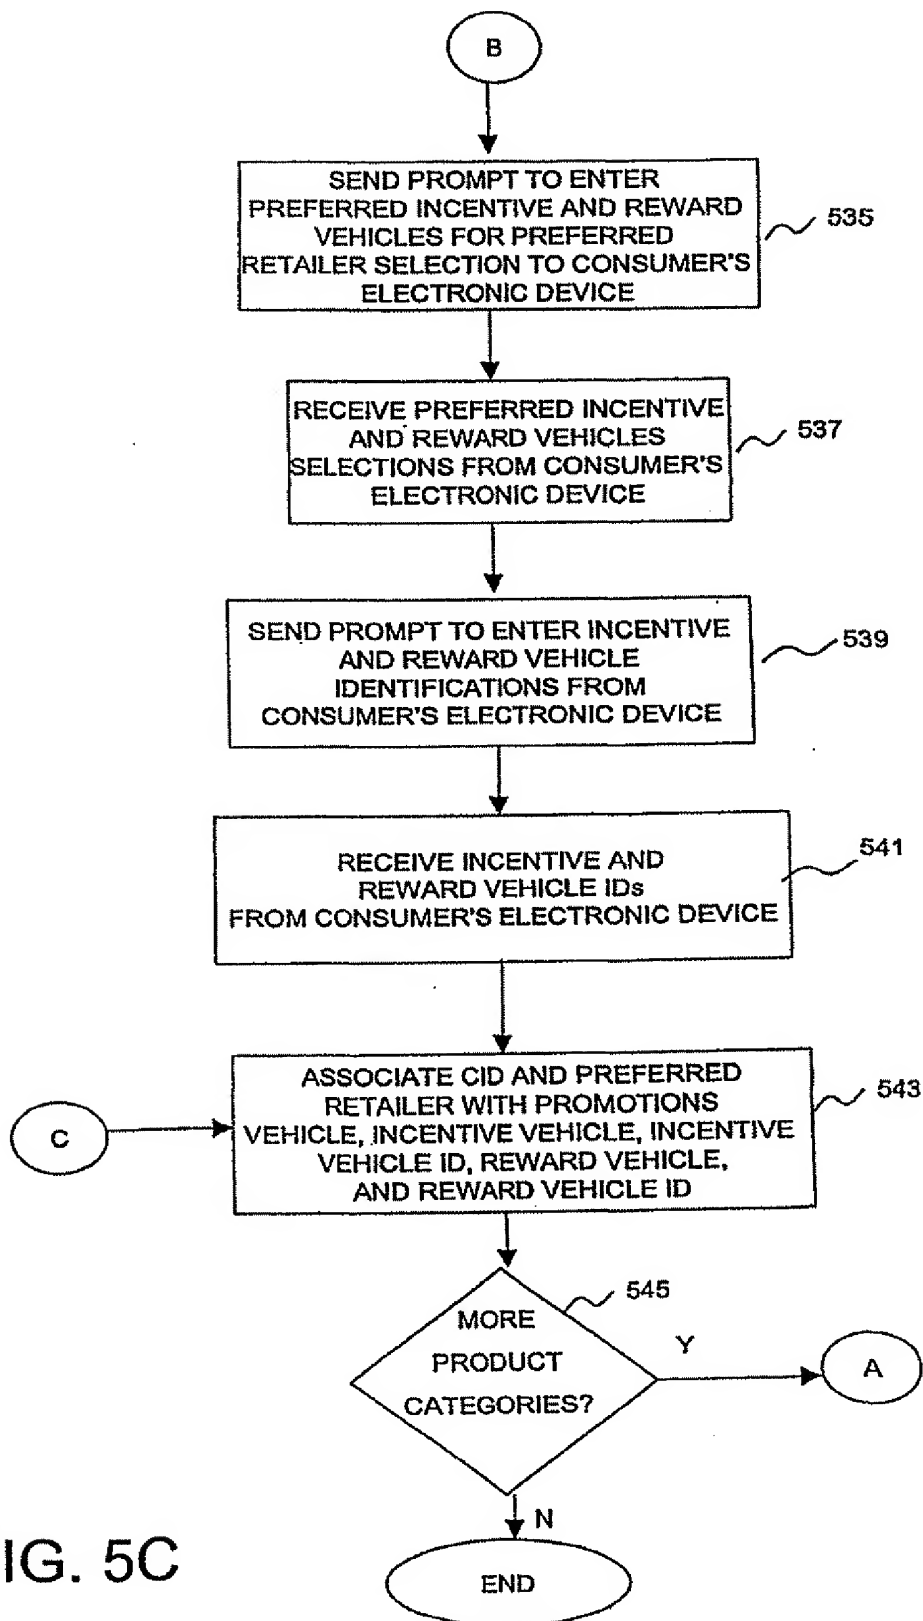 B
SEND PROMPT TO ENTER
PREFERRED INCENTIVE AND REWARD
VEHICLES FOR PREFERRED
RETAILER SELECTION TO CONSUMER'S
ELECTRONIC DEVICE
535
RECEIVE PREFERRED INCENTIVE
AND REWARD VEHICLES
SELECTIONS FROM CONSUMER'S
ELECTRONIC DEVICE
537
SEND PROMPT TO ENTER INCENTIVE
AND REWARD VEHICLE
IDENTIFICATIONS FROM
CONSUMER'S ELECTRONIC DEVICE
539
RECEIVE INCENTIVE AND
REWARD VEHICLE IDs
FROM CONSUMER'S ELECTRONIC DEVICE
541
C
ASSOCIATE CID AND PREFERRED
RETAILER WITH PROMOTIONS
VEHICLE, INCENTIVE VEHICLE, INCENTIVE
VEHICLE ID, REWARD VEHICLE,
AND REWARD VEHICLE ID
543
MORE
PRODUCT
CATEGORIES?
545
Y
A
N
END
IG. 5C